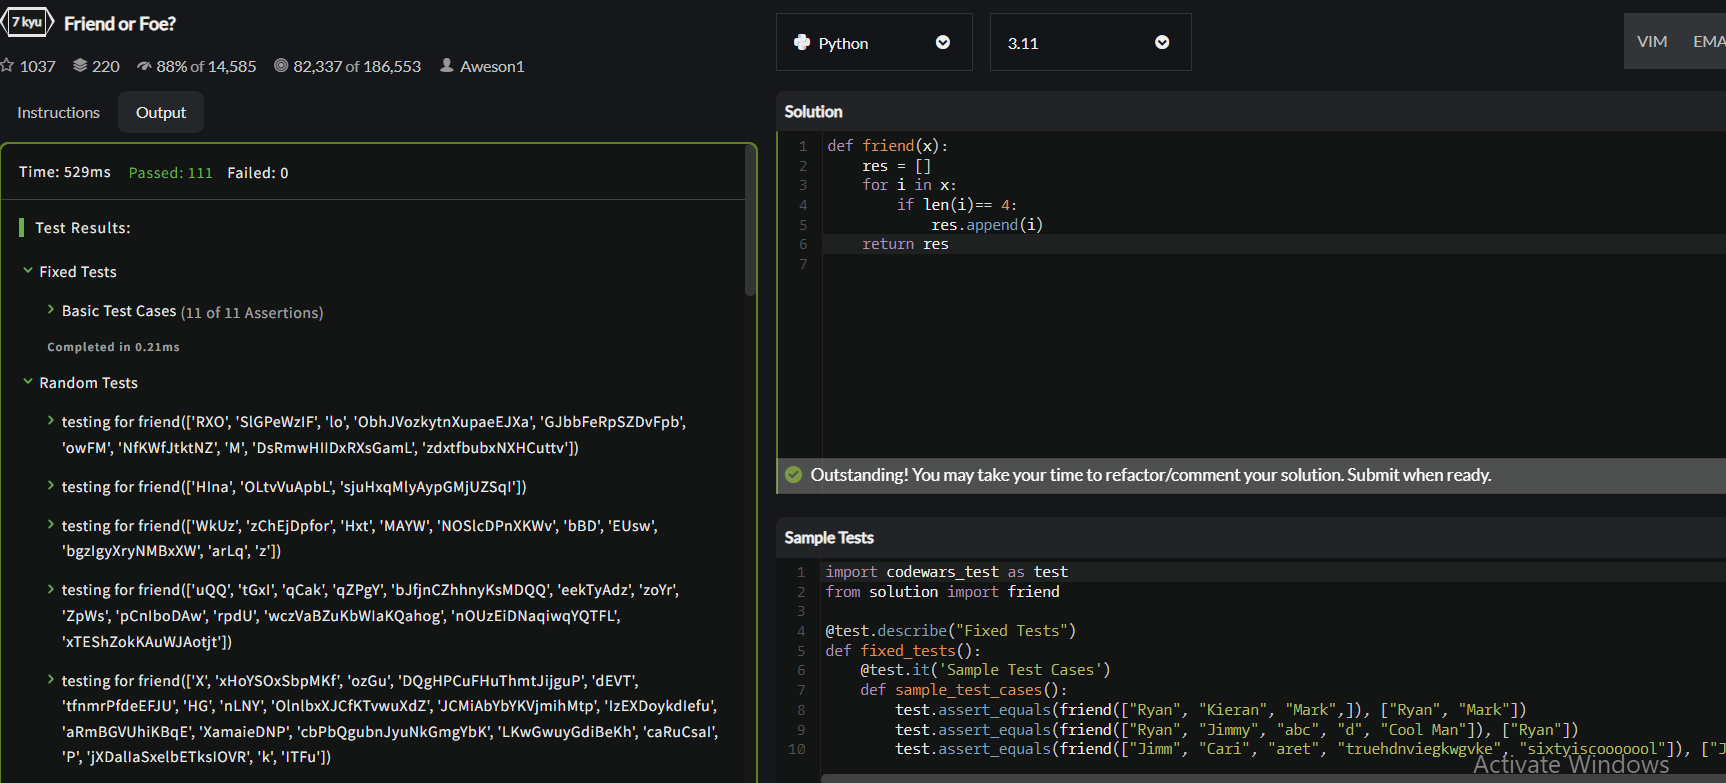 7 kyu Friend or Foe?
1037 220 88% of 14,585 82,337 of 186,553 Aweson1
Instructions Output
Time: 529ms Passed: 111 Failed: 0
Test Results:
Fixed Tests
Basic Test Cases (11 of 11 Assertions)
Completed in 0.21ms
Random Tests
testing for friend(['RXO', 'SlGPeWzIF', 'lo', 'ObhJVozkytnXupaeEJXa', 'GJbbFeRpSZDvFpb',
'owFM', 'NfKWfJtktNZ', 'M', 'DsRmwHIIDxRXsGamL', 'zdxtfbubxNXHCuttv'])
testing for friend(['HIna', 'OLtvVuApbL', 'sjuHxqMlyAypGMjUZSqI'])
testing for friend(['WkUz', 'zChEjDpfor', 'Hxt', 'MAYW', 'NOSlcDPnXKWv', 'bBD', 'EUsw',
'bgzIgyXryNMBxXW', 'arLq', 'z'])
testing for friend(['uQQ', 'tGxI', 'qCak', 'qZPgY', 'bJfjnCZhhnyKsMDQQ', 'eekTyAdz', 'zoYr',
'ZpWs', 'pCnIboDAw', 'rpdU', 'wczVaBZuKbWIaKQahog', 'nOUzEiDNaqiwqYQTFL',
'xTEShZokKAuWJAotjt'])
testing for friend(['X', 'xHoYSOxSbpMKf', 'ozGu', 'DQgHPCuFHuThmtJijguP', 'dEVT',
'tfnmrPfdeEFJU', 'HG', 'nLNY', 'OlnlbxXJCfKTvwuXdZ', 'JCMiAbYbYKVjmihMtp', 'IzEXDoykdIefu',
'aRmBGVUhiKBqE', 'XamaieDNP', 'cbPbQgubnJyuNkGmgYbK', 'LKwGwuyGdiBeKh', 'caRuCsaI',
'P', 'jXDalIaSxelbETksIOVR', 'k', 'ITFu'])
Python 3.11 VIM EMA
Solution
1 def friend(x):
2 res = []
3 for i in x:
4 if len(i)== 4:
5 res.append(i)
6 return res
7
Outstanding! You may take your time to refactor/comment your solution. Submit when ready.
Sample Tests
1 import codewars_test as test
2 from solution import friend
3
4 @test.describe("Fixed Tests")
5 def fixed_tests():
6 @test.it('Sample Test Cases')
7 def sample_test_cases():
8 test.assert_equals(friend(["Ryan", "Kieran", "Mark",]), ["Ryan", "Mark"])
9 test.assert_equals(friend(["Ryan", "Jimmy", "abc", "d", "Cool Man"]), ["Ryan"])
10 test.assert_equals(friend(["Jimm", "Cari", "aret", "truehdnviegkwgvke", "sixtyiscooooool"]), ["J
Activate Windows